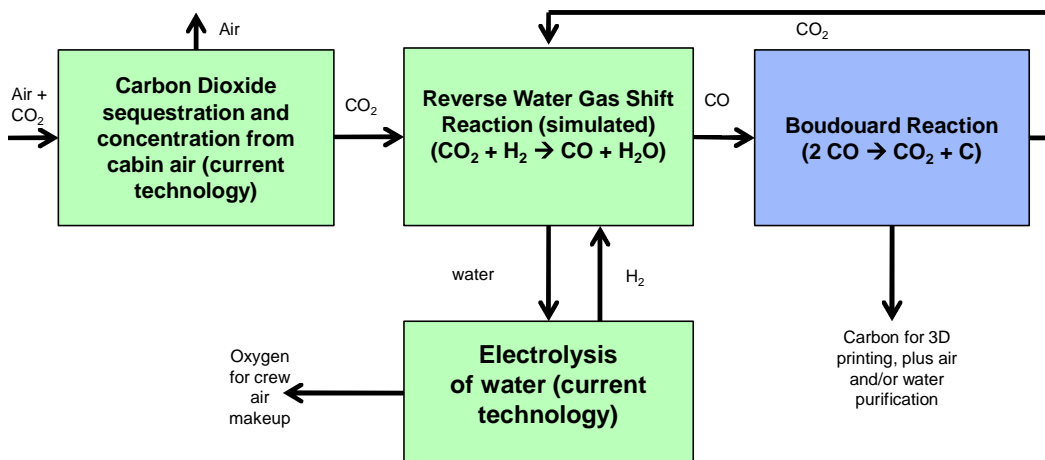 Air
CO₂
Air +
CO₂
Carbon Dioxide
sequestration and
concentration from
cabin air (current
technology)
CO₂
Reverse Water Gas Shift
Reaction (simulated)
(CO₂ + H₂ → CO + H₂O)
CO
Boudouard Reaction
(2 CO → CO₂ + C)
water
H₂
Oxygen
for crew
air
makeup
Electrolysis
of water (current
technology)
Carbon for 3D
printing, plus air
and/or water
purification